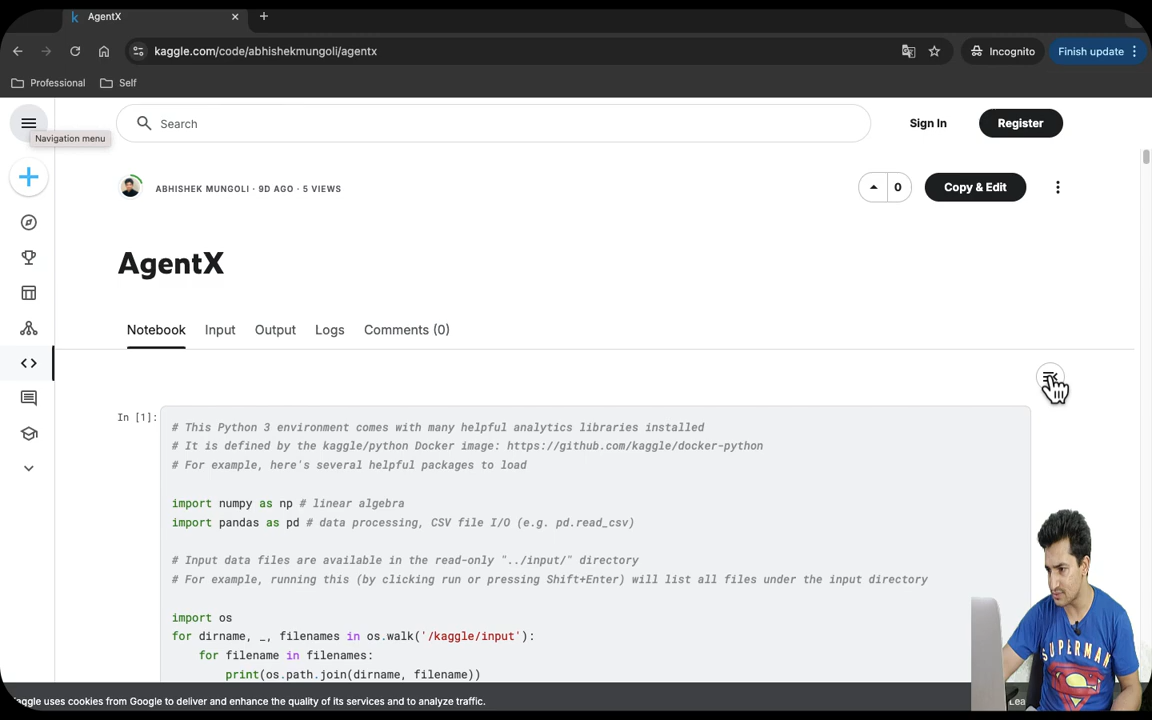 AgentX
kaggle.com/code/abhishekmungoli/agentx
Incognito
Finish update
Professional
Self
Search
Sign In
Register
Navigation menu
ABHISHEK MUNGOLI · 9D AGO · 5 VIEWS
0
Copy & Edit
AgentX
Notebook
Input
Output
Logs
Comments (0)
In [1]:
# This Python 3 environment comes with many helpful analytics libraries installed
# It is defined by the kaggle/python Docker image: https://github.com/kaggle/docker-python
# For example, here's several helpful packages to load
import numpy as np # linear algebra
import pandas as pd # data processing, CSV file I/O (e.g. pd.read_csv)
# Input data files are available in the read-only "../input/" directory
# For example, running this (by clicking run or pressing Shift+Enter) will list all files under the input directory
import os
for dirname, _, filenames in os.walk('/kaggle/input'):
for filename in filenames:
print(os.path.join(dirname, filename))
aggle uses cookies from Google to deliver and enhance the quality of its services and to analyze traffic.
SUPERMAN